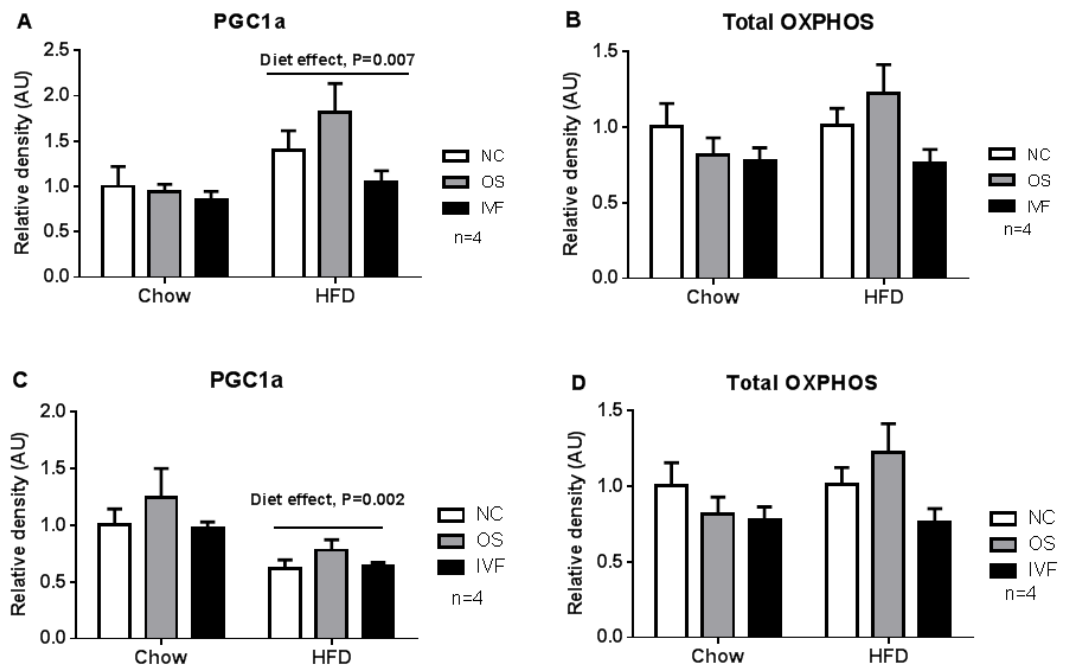 A
PGC1a
Relative density (AU)
2.5
2.0
1.5
1.0
0.5
0.0
Diet effect, P=0.007
Chow
HFD
NC
OS
IVF
n=4
B
Total OXPHOS
Relative density (AU)
1.5
1.0
0.5
0.0
Chow
HFD
NC
OS
IVF
n=4
C
PGC1a
Relative density (AU)
2.0
1.5
1.0
0.5
0.0
Diet effect, P=0.002
Chow
HFD
NC
OS
IVF
n=4
D
Total OXPHOS
Relative density (AU)
1.5
1.0
0.5
0.0
Chow
HFD
NC
OS
IVF
n=4